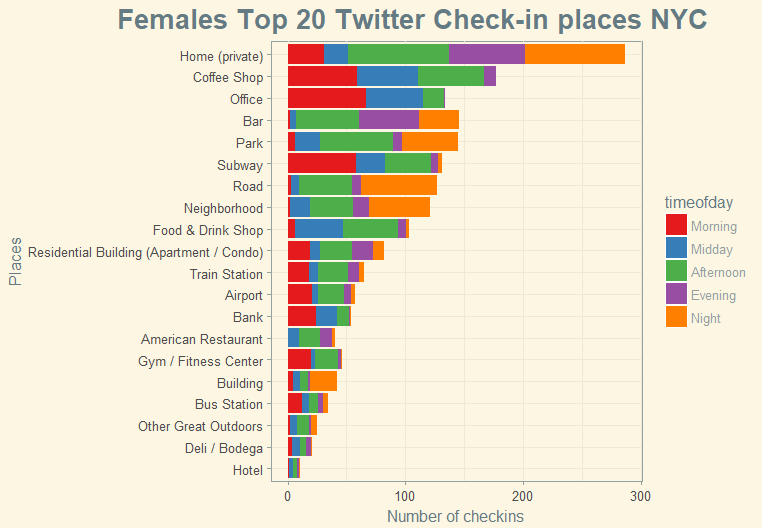 Females Top 20 Twitter Check-in places NYC
Places
Home (private)
Coffee Shop
Office
Bar
Park
Subway
Road
Neighborhood
Food & Drink Shop
Residential Building (Apartment / Condo)
Train Station
Airport
Bank
American Restaurant
Gym / Fitness Center
Building
Bus Station
Other Great Outdoors
Deli / Bodega
Hotel
0 100 200 300
Number of checkins
timeofday
Morning
Midday
Afternoon
Evening
Night